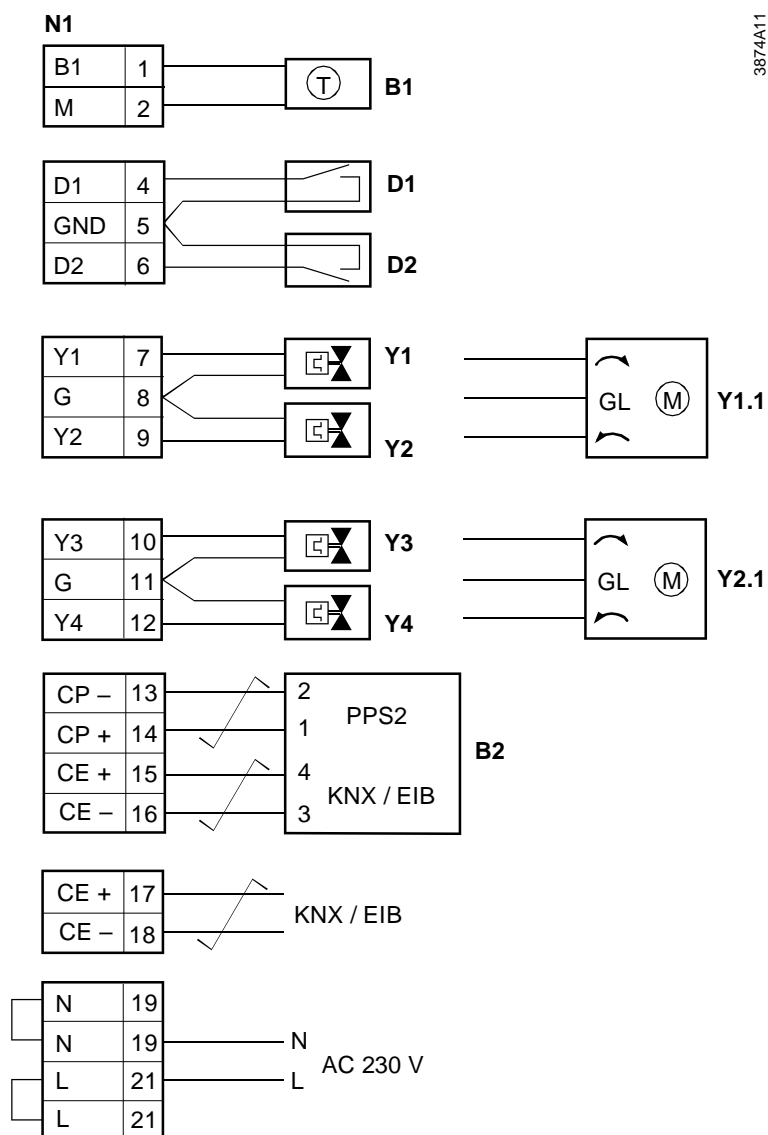 N1
3874A11
B1 1
M 2
T
B1
D1 4
GND 5
D2 6
D1
D2
Y1 7
G 8
Y2 9
Y1
Y2
GL M
Y1.1
Y3 10
G 11
Y4 12
Y3
Y4
GL M
Y2.1
CP – 13
CP + 14
CE + 15
CE – 16
2
1
4
3
PPS2
KNX / EIB
B2
CE + 17
CE – 18
KNX / EIB
N 19
N 19
L 21
L 21
N
L
AC 230 V